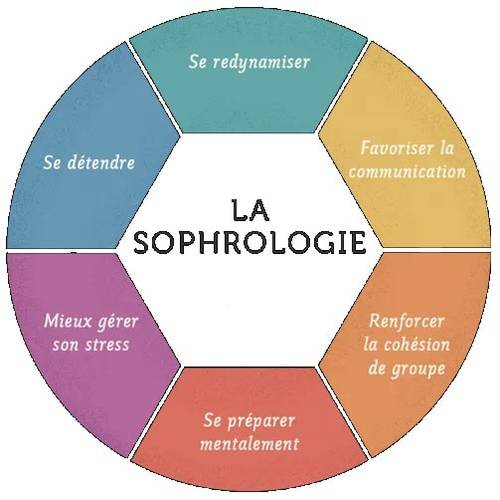 Se redynamiser
Favoriser la
communication
Se détendre
LA
SOPHROLOGIE
Mieux gérer
son stress
Renforcer
la cohésion
de groupe
Se préparer
mentalement